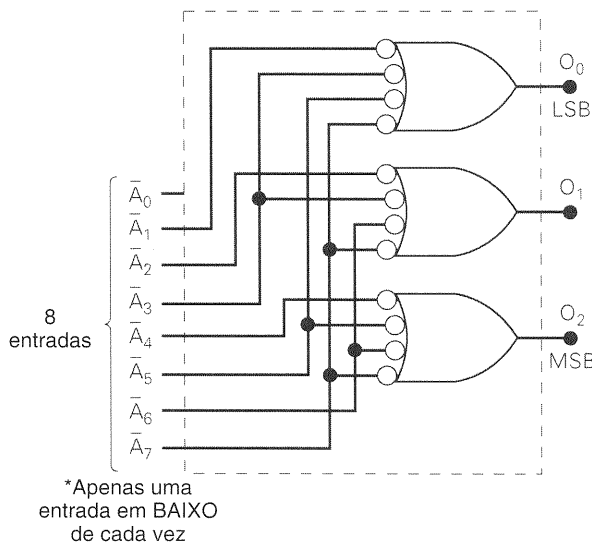 O₀
LSB
Ā₀
Ā₁
O₁
Ā₂
Ā₃
8
entradas
Ā₄
O₂
MSB
Ā₅
Ā₆
Ā₇
*Apenas uma
entrada em BAIXO
de cada vez